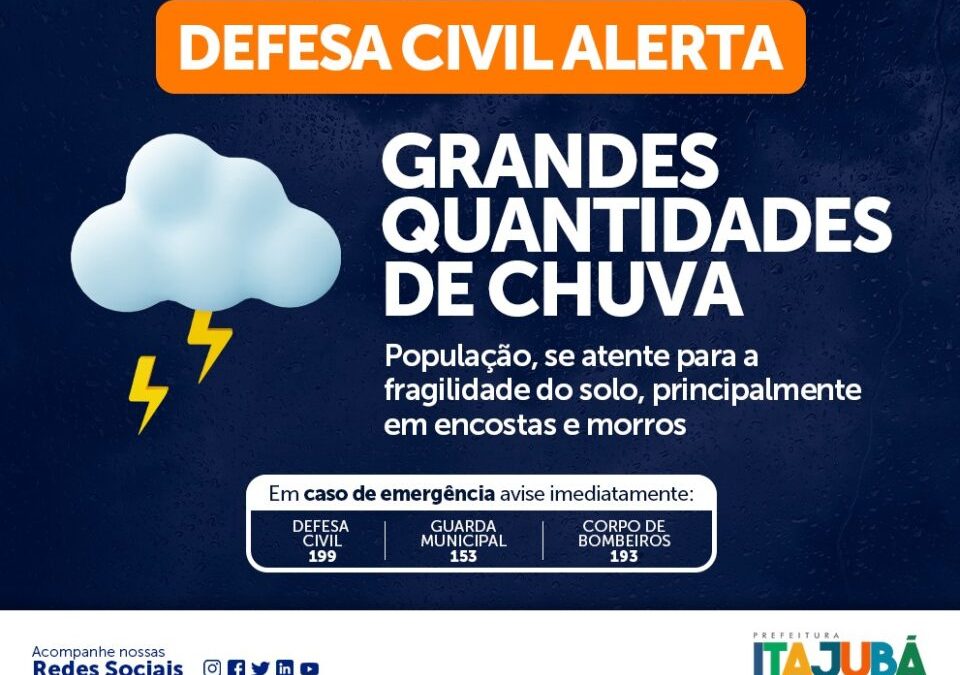 DEFESA CIVIL ALERTA
GRANDES
QUANTIDADES
DE CHUVA
População, se atente para a
fragilidade do solo, principalmente
em encostas e morros
Em caso de emergência avise imediatamente:
DEFESA
CIVIL
199
GUARDA
MUNICIPAL
153
CORPO DE
BOMBEIROS
193
Acompanhe nossas
Redes Sociais
PREFEITURA
ITAJUBÁ